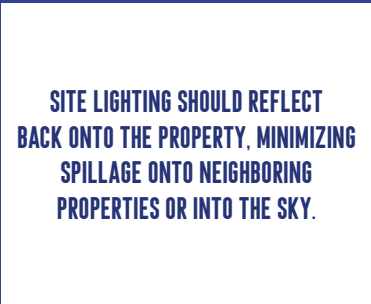 SITE LIGHTING SHOULD REFLECT
BACK ONTO THE PROPERTY, MINIMIZING
SPILLAGE ONTO NEIGHBORING
PROPERTIES OR INTO THE SKY.